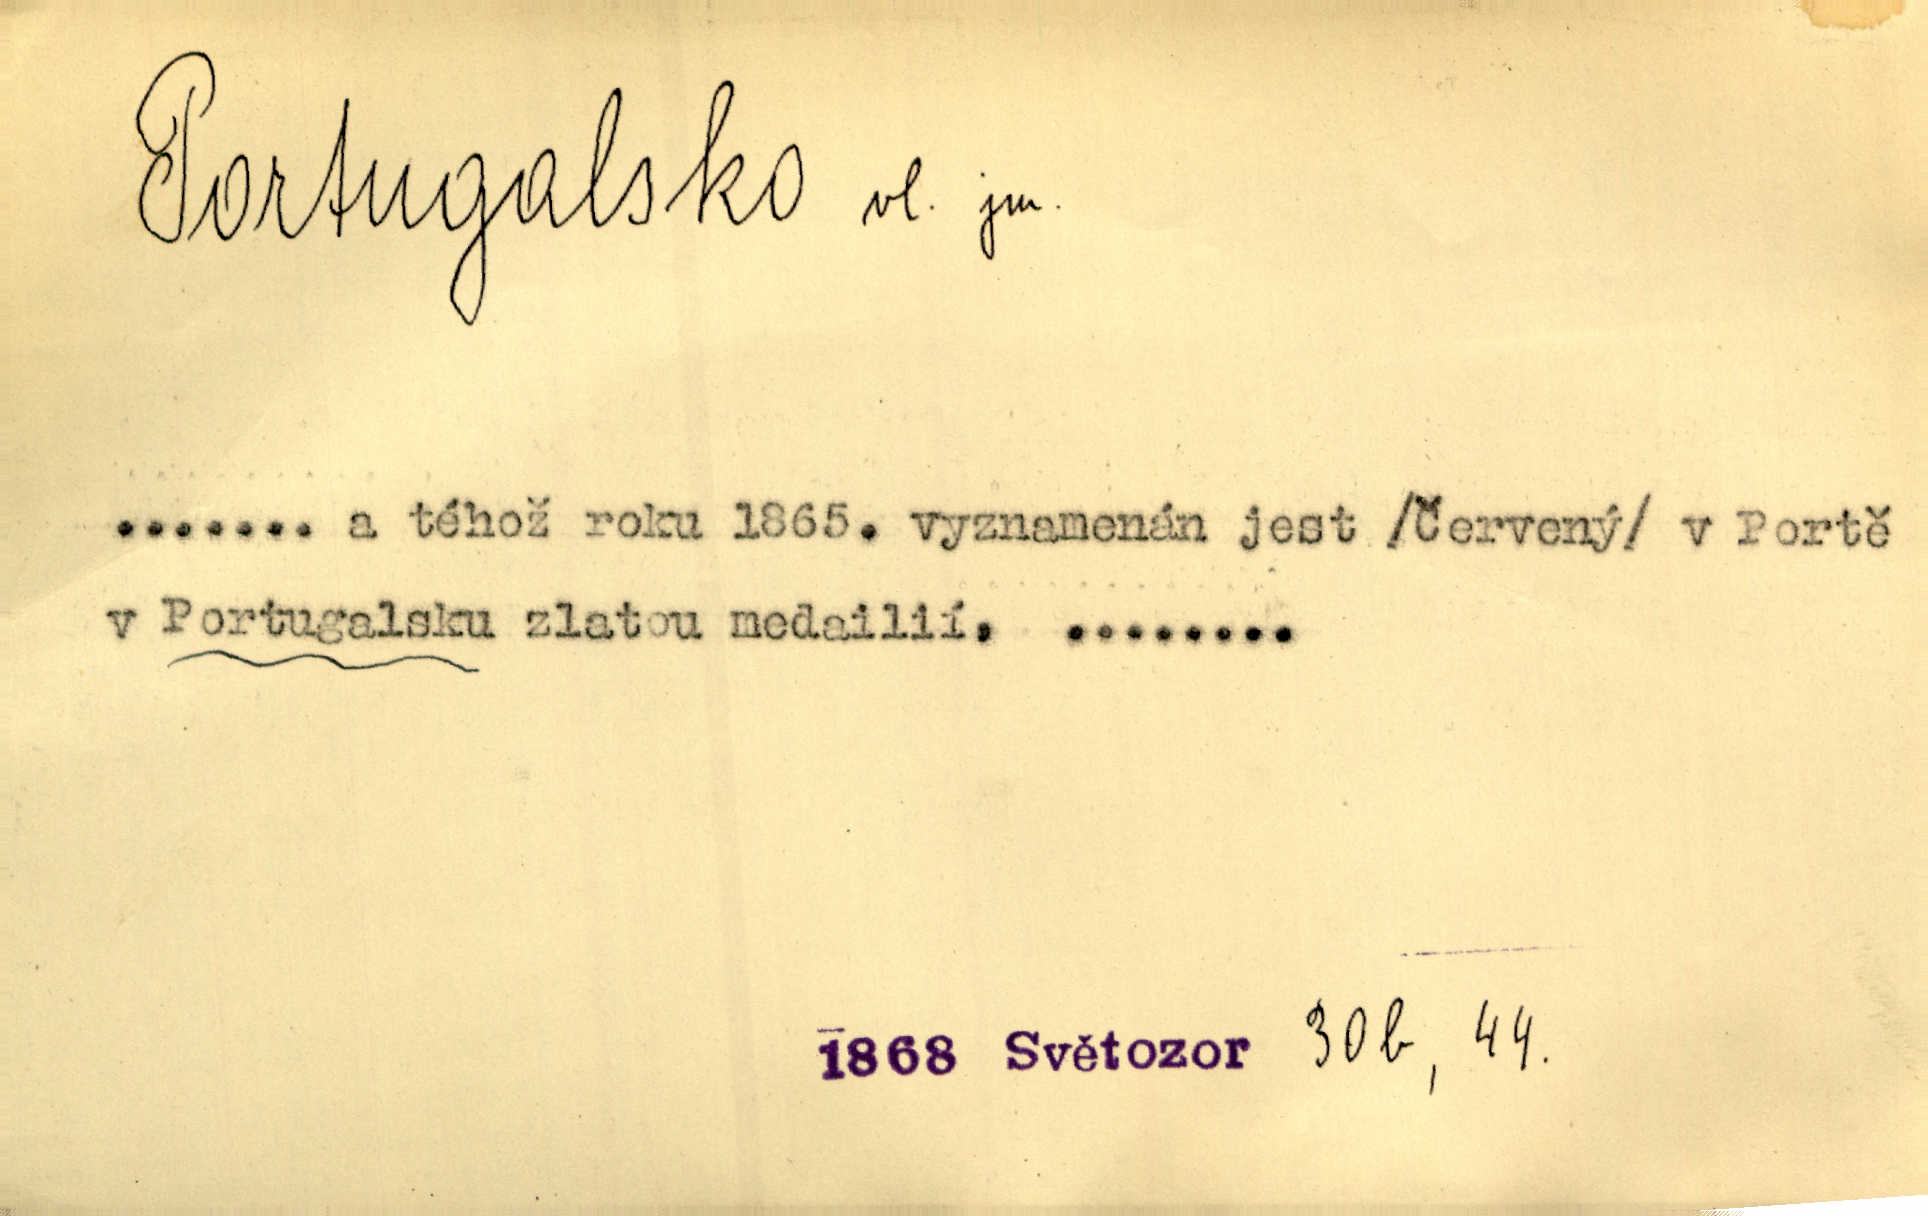 Portugalsko vl. jm.
....... a téhož roku 1865. vyznamenán jest /Červený/ v Portě
v Portugalsku zlatou medailií. ........
1868 Světozor 30b, 44.